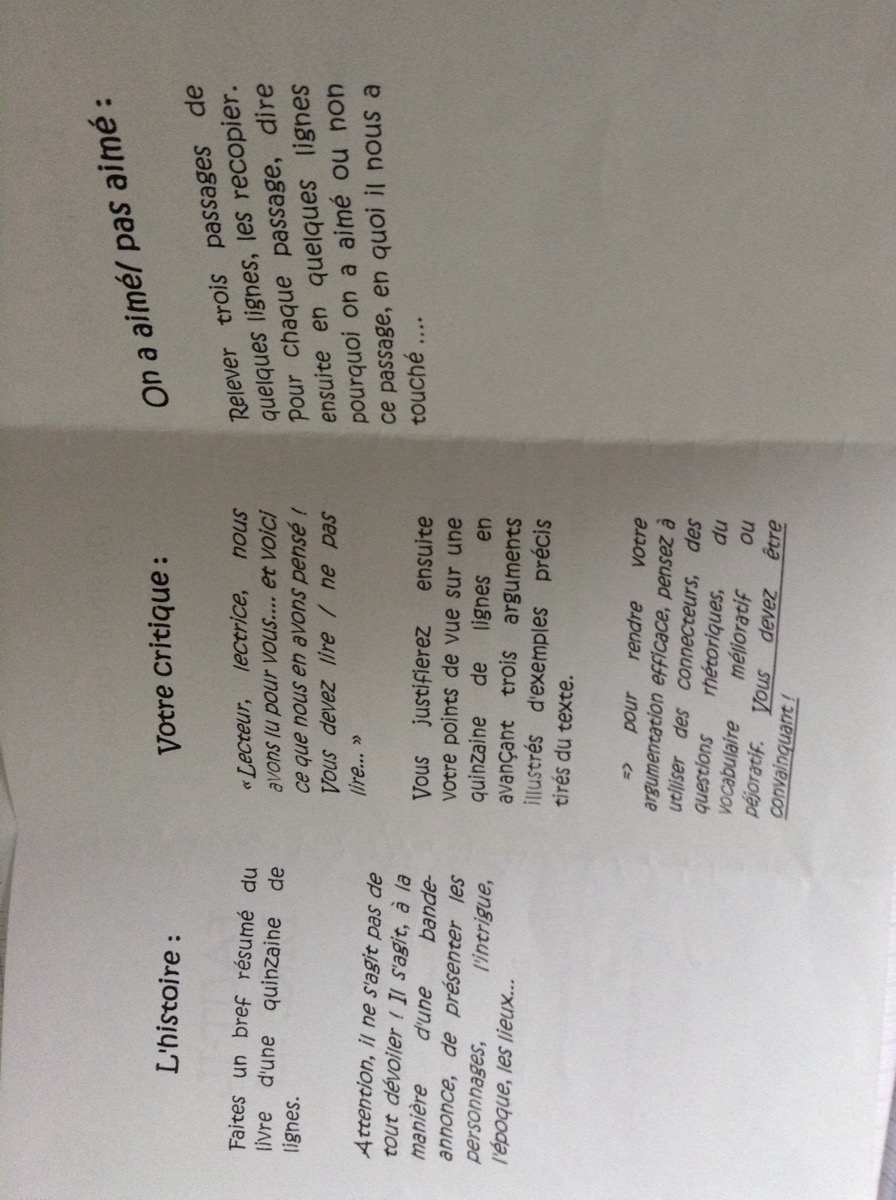 L'histoire :
Faites un bref résumé du
livre d'une quinzaine de
lignes.
Attention, il ne s'agit pas de
tout dévoiler ! Il s'agit, à la
manière d'une bande-
annonce, de présenter les
personnages, l'intrigue,
l'époque, les lieux...
Votre critique :
« Lecteur, lectrice, nous
avons lu pour vous.... et voici
ce que nous en avons pensé !
Vous devez lire / ne pas
lire... »
Vous justifierez ensuite
votre points de vue sur une
quinzaine de lignes en
avançant trois arguments
illustrés d'exemples précis
tirés du texte.
=> pour rendre votre
argumentation efficace, pensez à
utiliser des connecteurs, des
questions rhétoriques, du
vocabulaire mélioratif ou
péjoratif. Vous devez être
convainquant !
On a aimé/ pas aimé :
Relever trois passages de
quelques lignes, les recopier.
Pour chaque passage, dire
ensuite en quelques lignes
pourquoi on a aimé ou non
ce passage, en quoi il nous a
touché ....